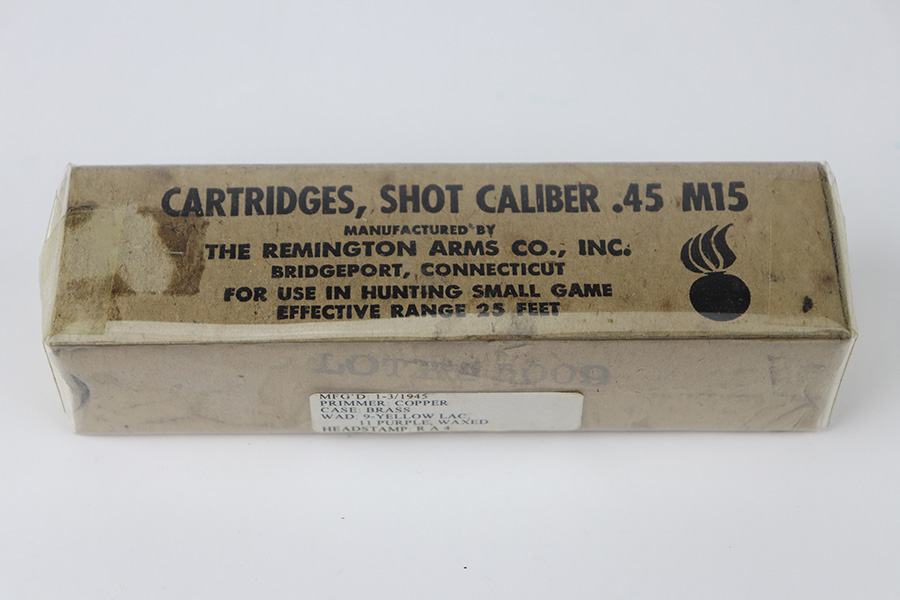 CARTRIDGES, SHOT CALIBER .45 M15
MANUFACTURED BY
THE REMINGTON ARMS CO., INC.
BRIDGEPORT, CONNECTICUT
FOR USE IN HUNTING SMALL GAME
EFFECTIVE RANGE 25 FEET
LOT
MFG'D: 1-3/1945
PRIMMER: COPPER
CASE: BRASS
WAD: 9-YELLOW LAC,
11 PURPLE, WAXED
HEADSTAMP: R A 4